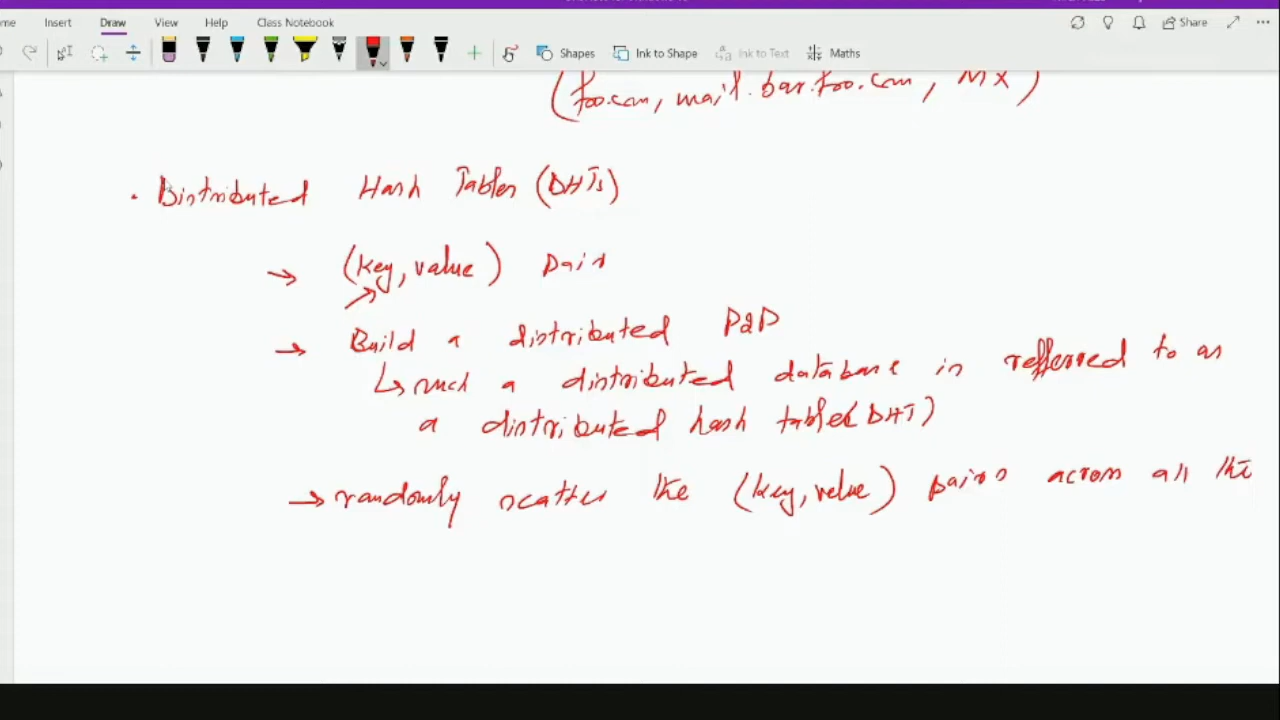 Insert Draw View Help Class Notebook Share
Shapes Ink to Shape Ink to Text Maths
(foo.com, mail.bar.foo.com, MX)
• Distributed Hash Tables (DHTs)
→ (key, value) pair
→ Build a distributed P2P
↳ such a distributed database is refferred to as
a distributed hash table (DHT)
→ randomly scatter the (key, value) pairs across all the